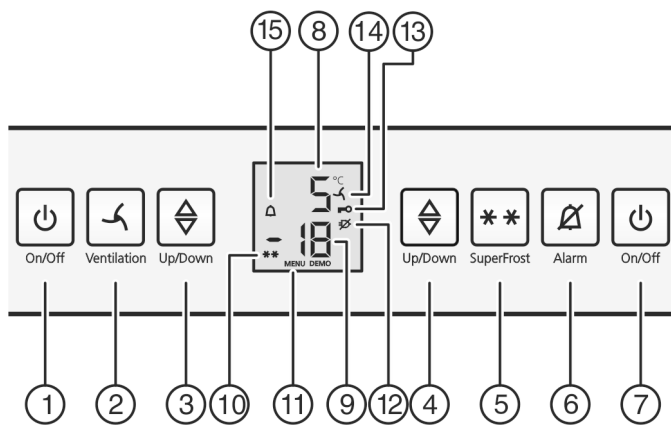 15 8 14 13
5 °C
-18
** MENU DEMO
On/Off Ventilation Up/Down Up/Down SuperFrost Alarm On/Off
1 2 3 10 11 9 12 4 5 6 7